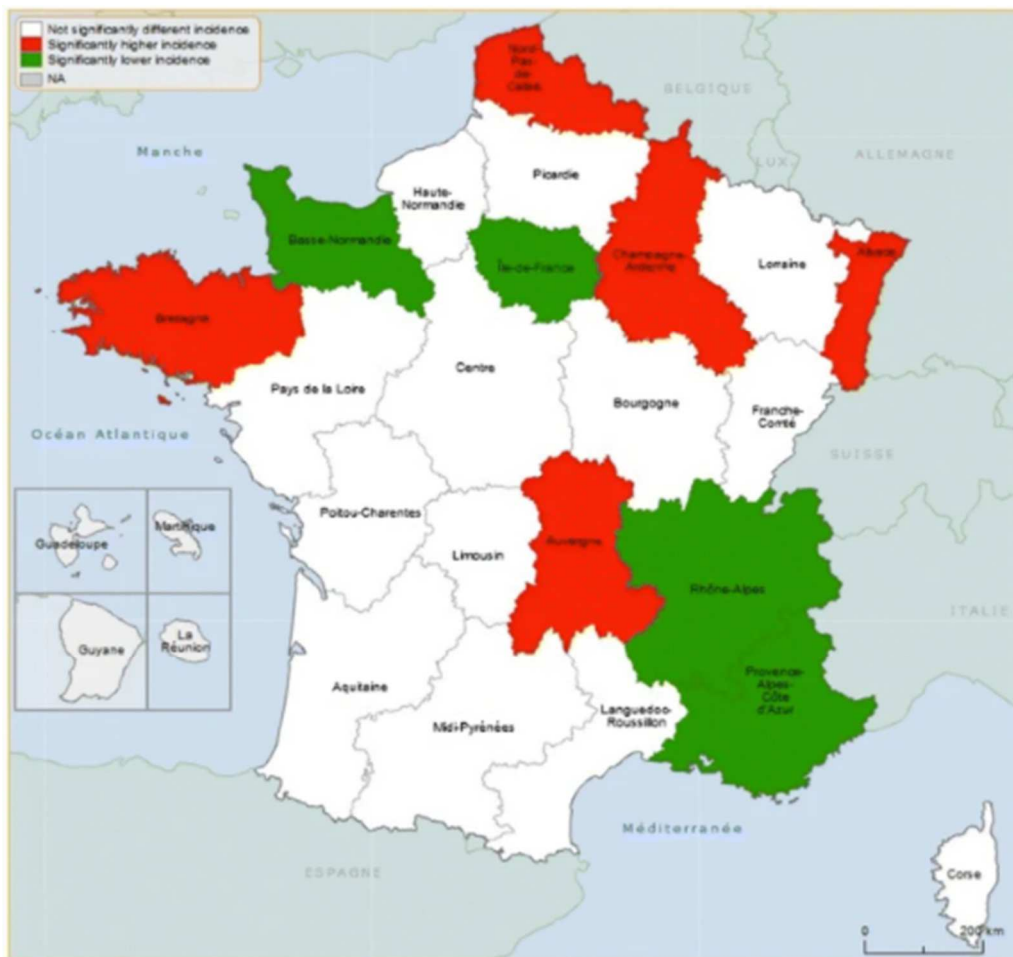 Not significantly different incidence
Significantly higher incidence
Significantly lower incidence
NA
Nord-
Pas-
de-
Calais
BELGIQUE
Manche
LUX.
ALLEMAGNE
Picardie
Haute-
Normandie
Basse-Normandie
Île-de-France
Champagne-
Ardenne
Lorraine
Alsace
Bretagne
Centre
Pays de la Loire
Bourgogne
Franche-
Comté
Océan Atlantique
SUISSE
Poitou-Charentes
Limousin
Auvergne
Guadeloupe
Martinique
Rhône-Alpes
ITALIE
Guyane
La
Réunion
Aquitaine
Provence-
Alpes-
Côte
d'Azur
Midi-Pyrénées
Languedoc-
Roussillon
Méditerranée
ESPAGNE
Corse
0
200 km